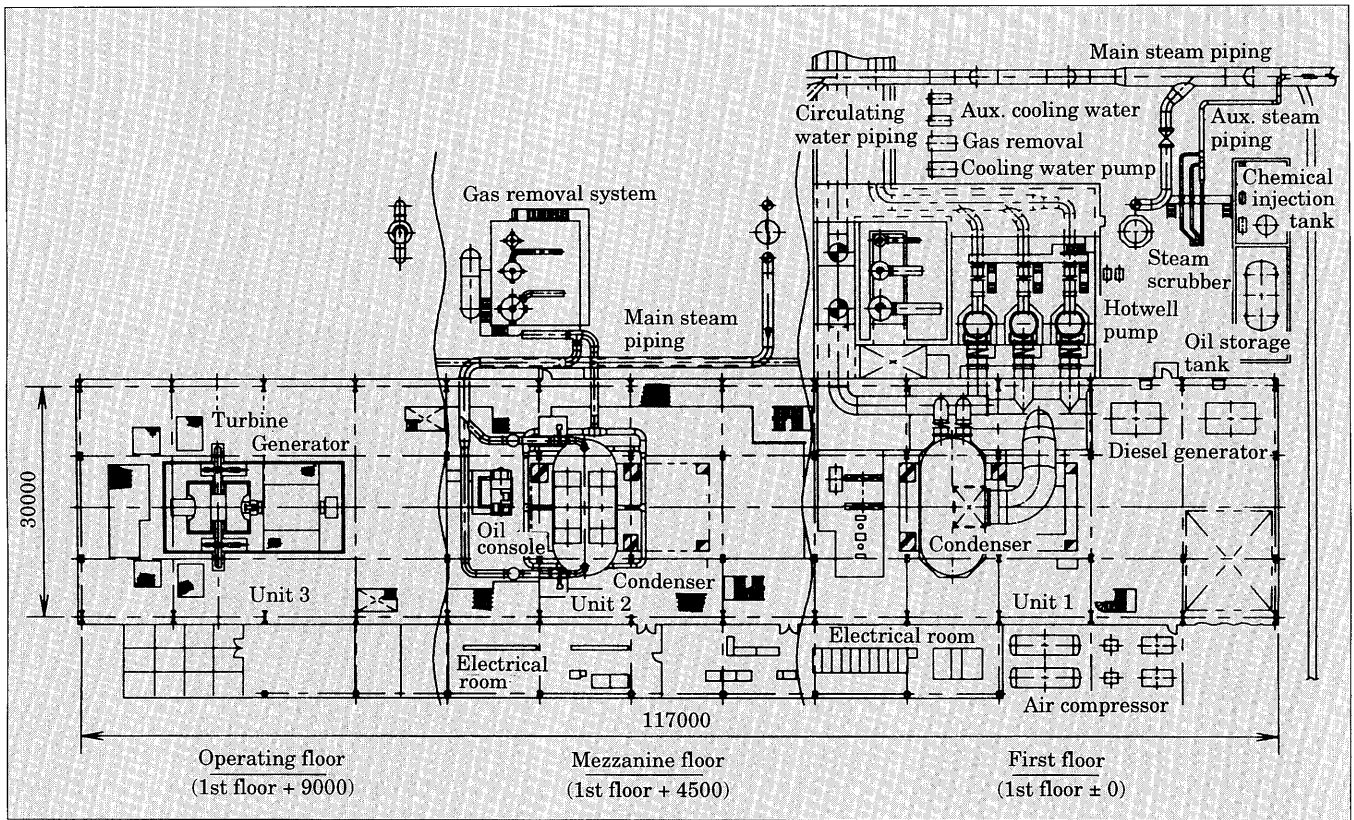 Main steam piping
Circulating
water piping
Aux. cooling water
Gas removal
Cooling water pump
Aux. steam
piping
Chemical
injection
tank
Gas removal system
Steam
scrubber
Hotwell
pump
Oil storage
tank
Main steam
piping
Turbine
Generator
Diesel generator
30000
Oil
console
Condenser
Condenser
Unit 3
Unit 2
Unit 1
Electrical
room
Electrical room
Air compressor
117000
Operating floor
(1st floor + 9000)
Mezzanine floor
(1st floor + 4500)
First floor
(1st floor ± 0)